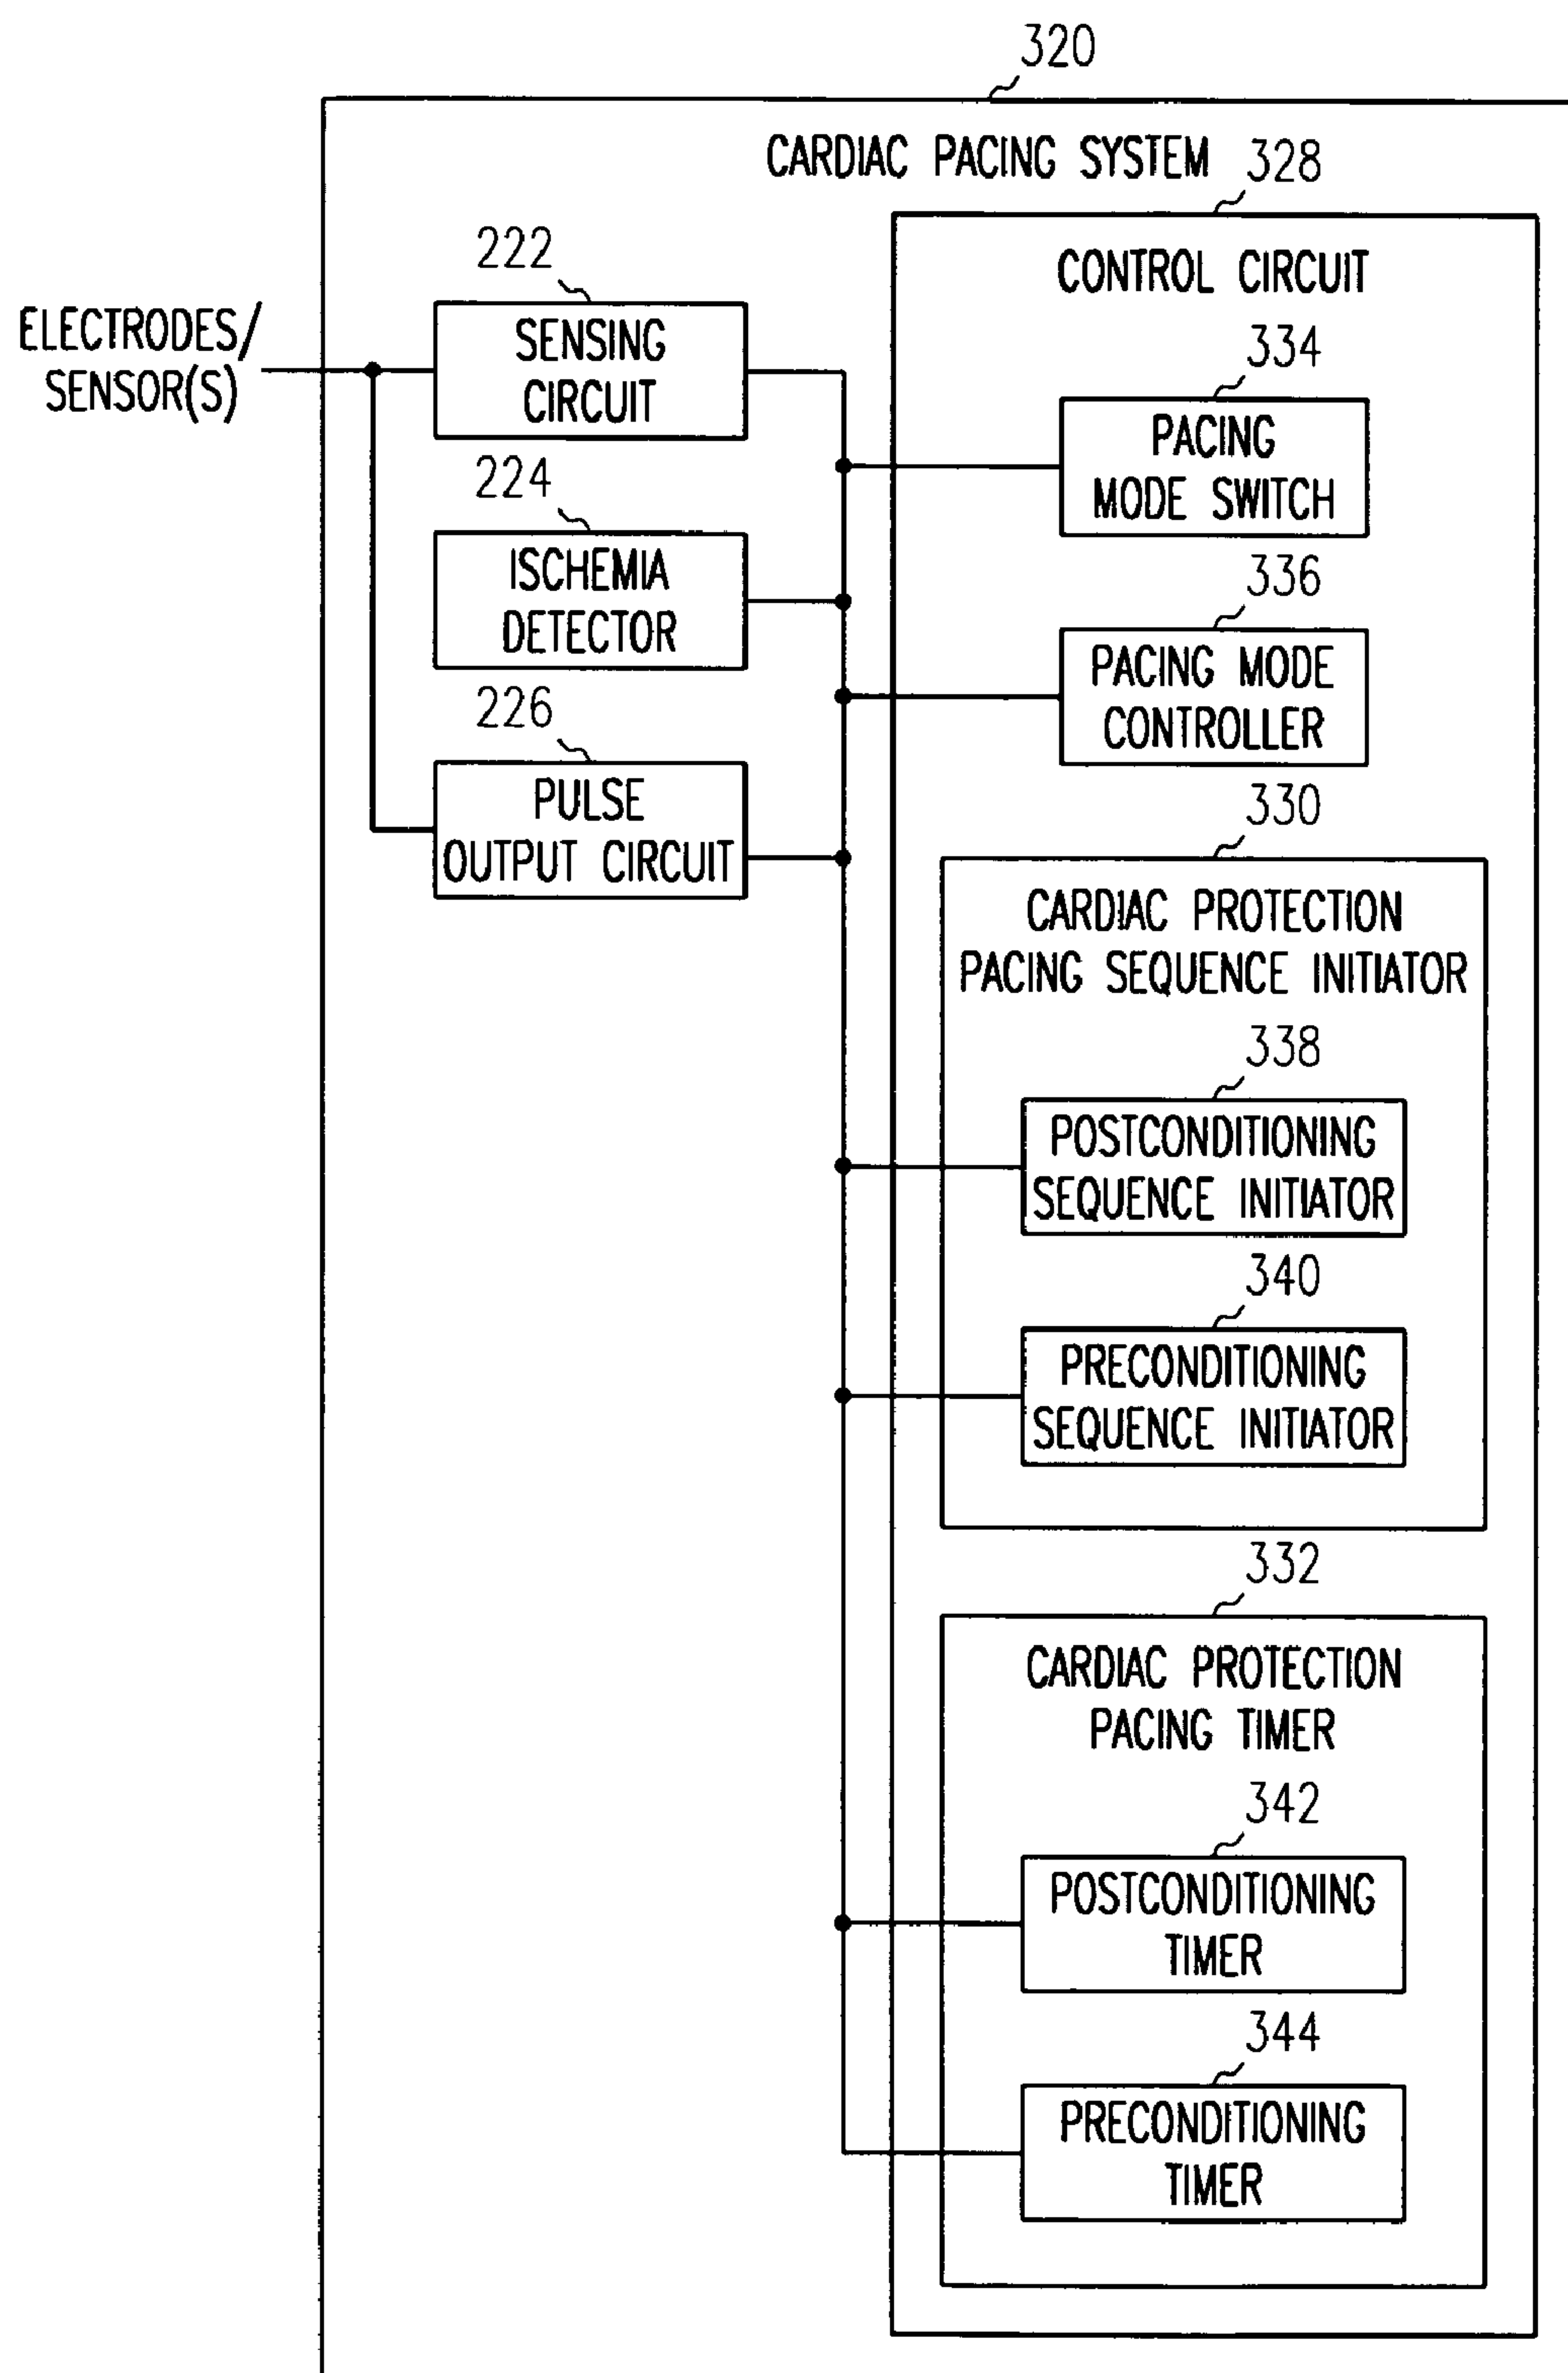 320
CARDIAC PACING SYSTEM
328
CONTROL CIRCUIT
222
ELECTRODES/
SENSOR(S)
SENSING
CIRCUIT
334
PACING
MODE SWITCH
224
ISCHEMIA
DETECTOR
336
PACING MODE
CONTROLLER
226
PULSE
OUTPUT CIRCUIT
330
CARDIAC PROTECTION
PACING SEQUENCE INITIATOR
338
POSTCONDITIONING
SEQUENCE INITIATOR
340
PRECONDITIONING
SEQUENCE INITIATOR
332
CARDIAC PROTECTION
PACING TIMER
342
POSTCONDITIONING
TIMER
344
PRECONDITIONING
TIMER